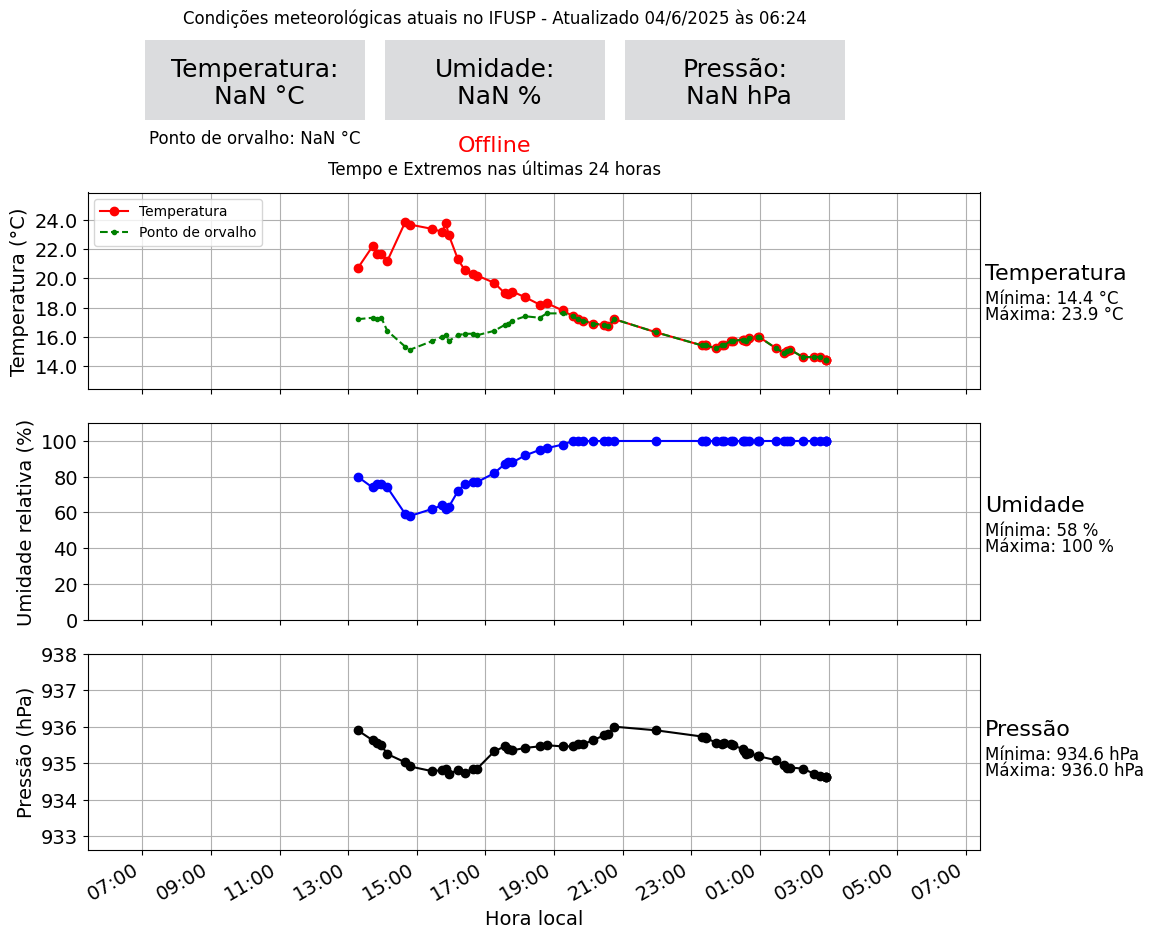 Condições meteorológicas atuais no IFUSP - Atualizado 04/6/2025 às 06:24
Temperatura:
NaN °C
Umidade:
NaN %
Pressão:
NaN hPa
Ponto de orvalho: NaN °C
Offline
Tempo e Extremos nas últimas 24 horas
Temperatura (°C)
24.0
22.0
20.0
18.0
16.0
14.0
Temperatura
Ponto de orvalho
Temperatura
Mínima: 14.4 °C
Máxima: 23.9 °C
Umidade relativa (%)
100
80
60
40
20
0
Umidade
Mínima: 58 %
Máxima: 100 %
Pressão (hPa)
938
937
936
935
934
933
Pressão
Mínima: 934.6 hPa
Máxima: 936.0 hPa
07:00
09:00
11:00
13:00
15:00
17:00
19:00
21:00
23:00
01:00
03:00
05:00
07:00
Hora local